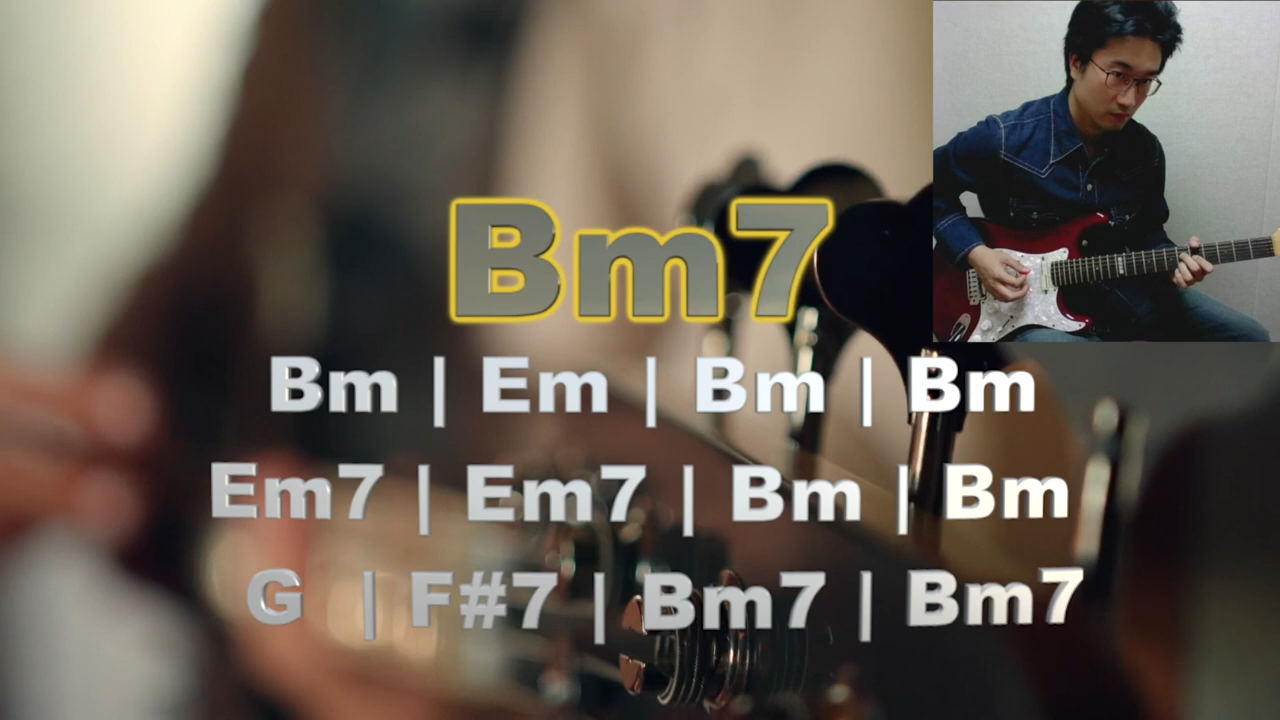 Bm7
Bm | Em | Bm | Bm
Em7 | Em7 | Bm | Bm
G | F#7 | Bm7 | Bm7